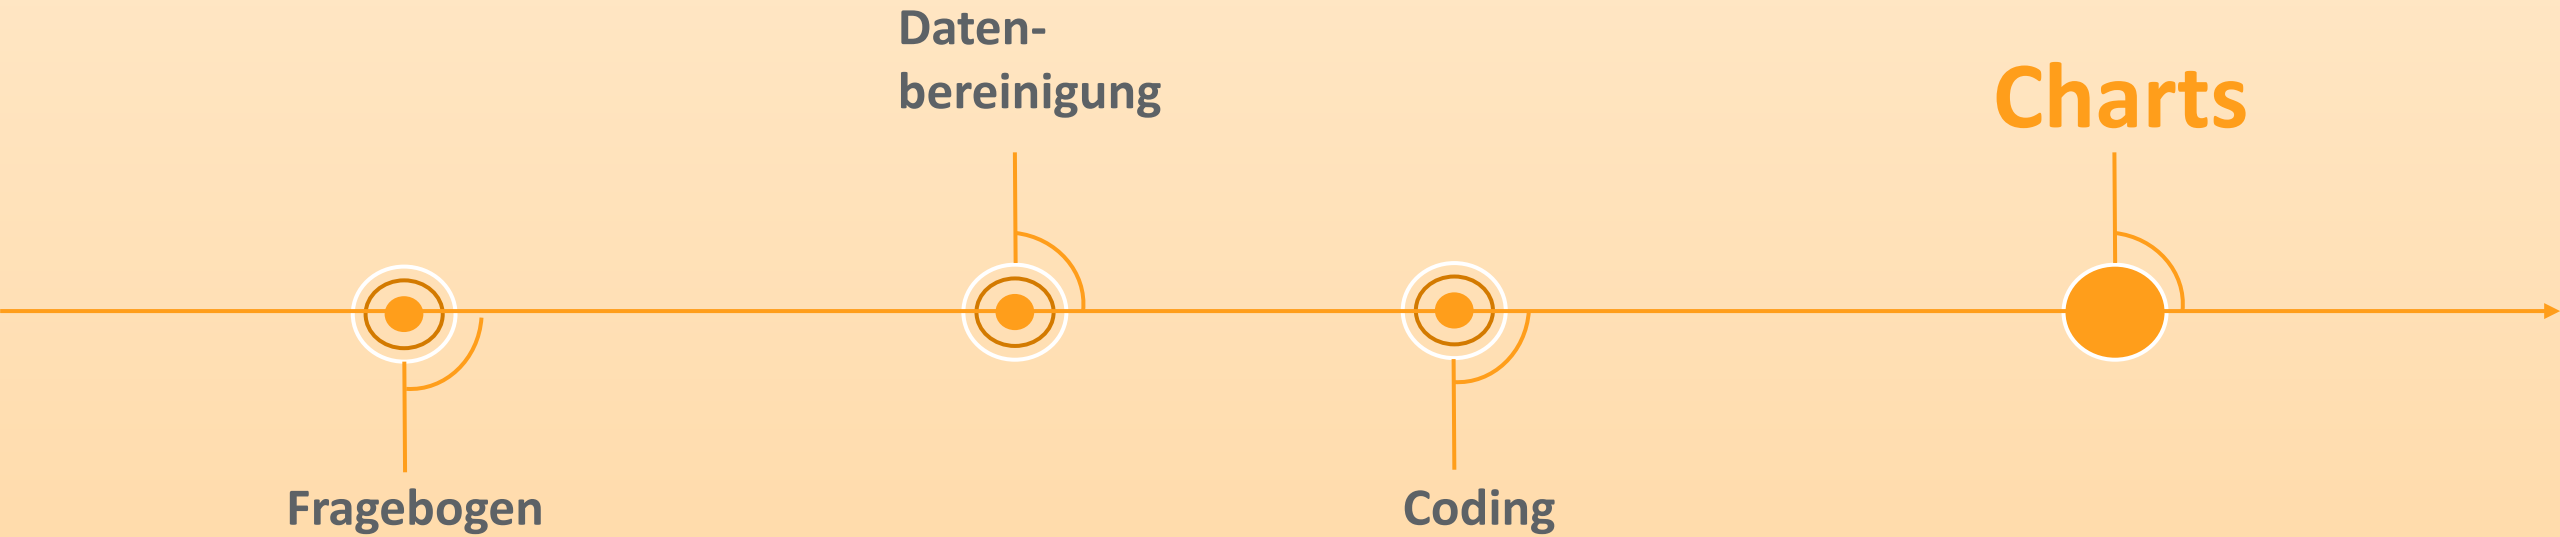 Daten-
bereinigung
Charts
Fragebogen
Coding